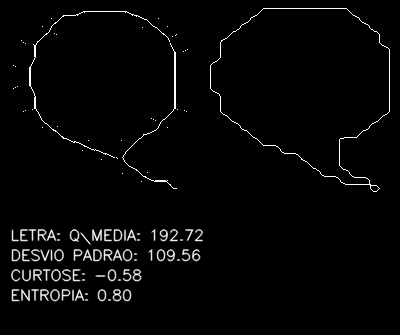 LETRA: Q\MEDIA: 192.72
DESVIO PADRAO: 109.56
CURTOSE: -0.58
ENTROPIA: 0.80